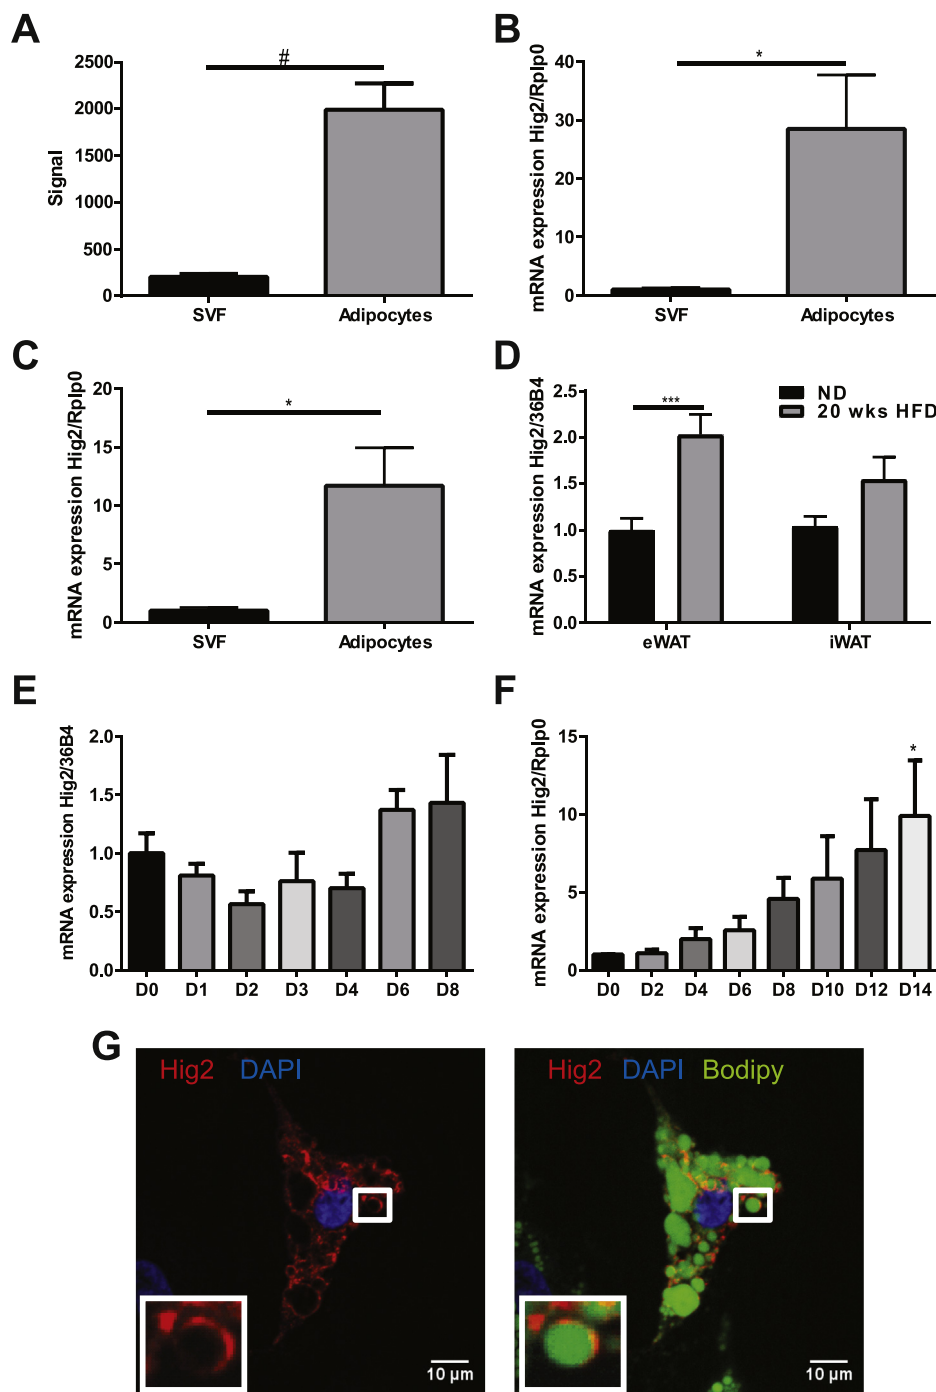 A
Signal
2500
2000
1500
1000
500
0
#
SVF Adipocytes
B
mRNA expression Hig2/Rplp0
40
30
20
10
0
*
SVF Adipocytes
C
mRNA expression Hig2/Rplp0
20
15
10
5
0
*
SVF Adipocytes
D
mRNA expression Hig2/36B4
2.5
2.0
1.5
1.0
0.5
0.0
***
ND
20 wks HFD
eWAT iWAT
E
mRNA expression Hig2/36B4
2.0
1.5
1.0
0.5
0.0
D0 D1 D2 D3 D4 D6 D8
F
mRNA expression Hig2/Rplp0
15
10
5
0
*
D0 D2 D4 D6 D8 D10 D12 D14
G
Hig2 DAPI
10 µm
Hig2 DAPI Bodipy
10 µm